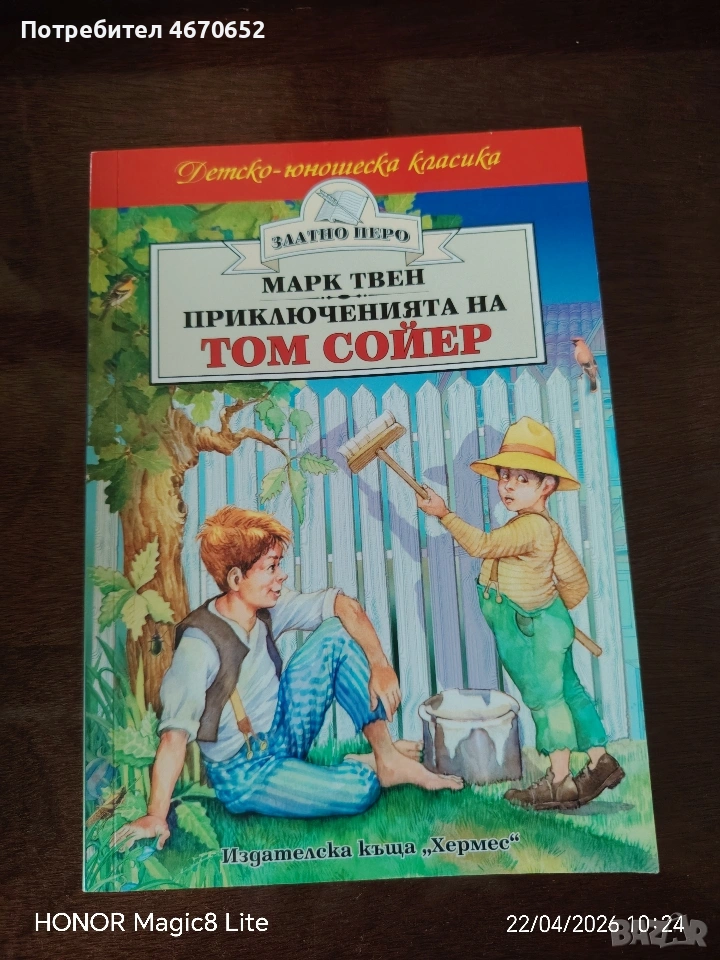 Потребител 4670652
Детско-юношеска класика
ЗЛАТНО ПЕРО
МАРК ТВЕН
ПРИКЛЮЧЕНИЯТА НА
ТОМ СОЙЕР
Издателска къща „Хермес“
HONOR Magic8 Lite
22/04/2026 10:24
BAZAR